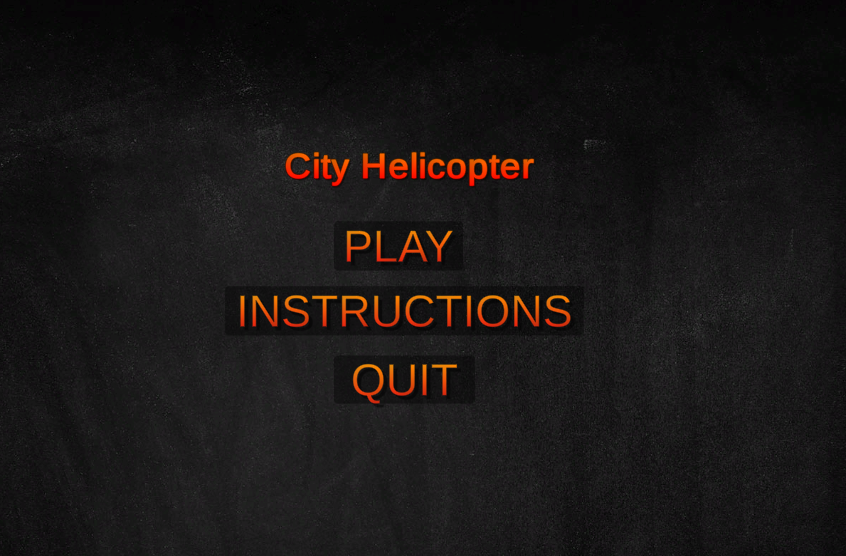 City Helicopter
PLAY
INSTRUCTIONS
QUIT